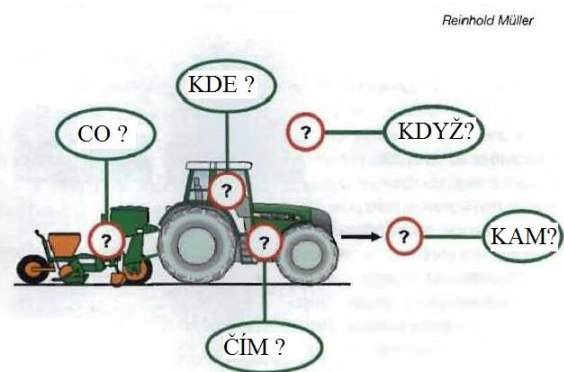 Reinhold Müller
KDE ?
CO ?
?
KDYŽ?
?
?
?
?
KAM?
ČÍM ?